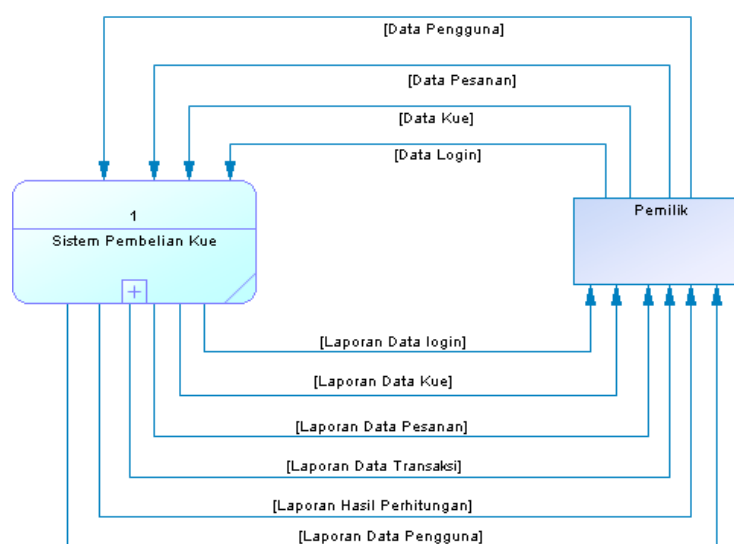 [Data Pengguna]
[Data Pesanan]
[Data Kue]
[Data Login]
1
Sistem Pembelian Kue
Pemilik
[Laporan Data login]
[Laporan Data Kue]
[Laporan Data Pesanan]
[Laporan Data Transaksi]
[Laporan Hasil Perhitungan]
[Laporan Data Pengguna]